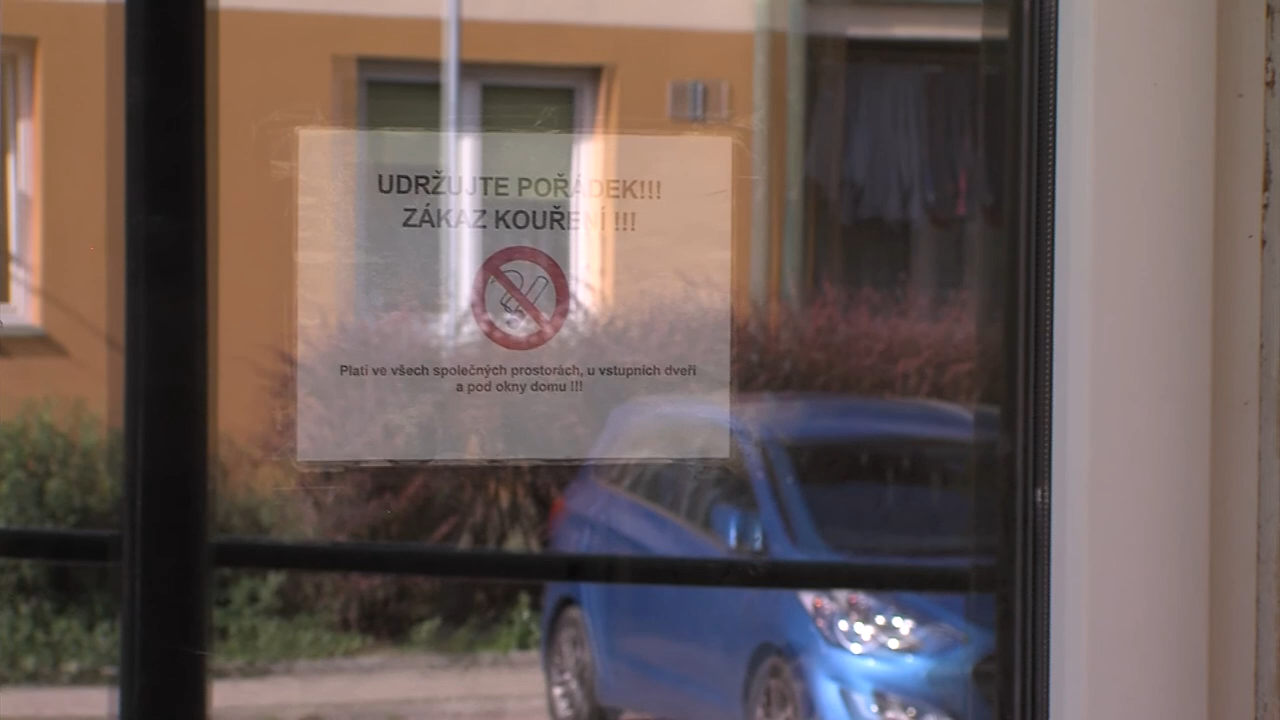 UDRŽUJTE POŘÁDEK!!!
ZÁKAZ KOUŘENÍ !!!
Platí ve všech společných prostorách, u vstupních dveří
a pod okny domu !!!